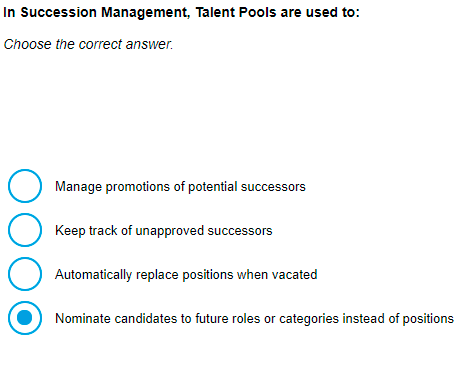 In Succession Management, Talent Pools are used to:
Choose the correct answer.
Manage promotions of potential successors
Keep track of unapproved successors
Automatically replace positions when vacated
Nominate candidates to future roles or categories instead of positions